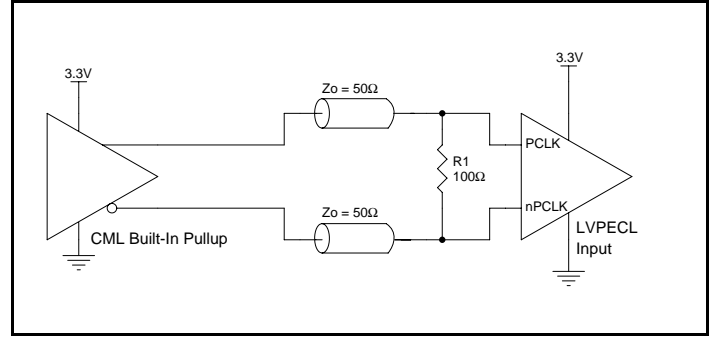 3.3V
3.3V
Zo = 50Ω
PCLK
R1
100Ω
Zo = 50Ω
nPCLK
CML Built-In Pullup
LVPECL
Input